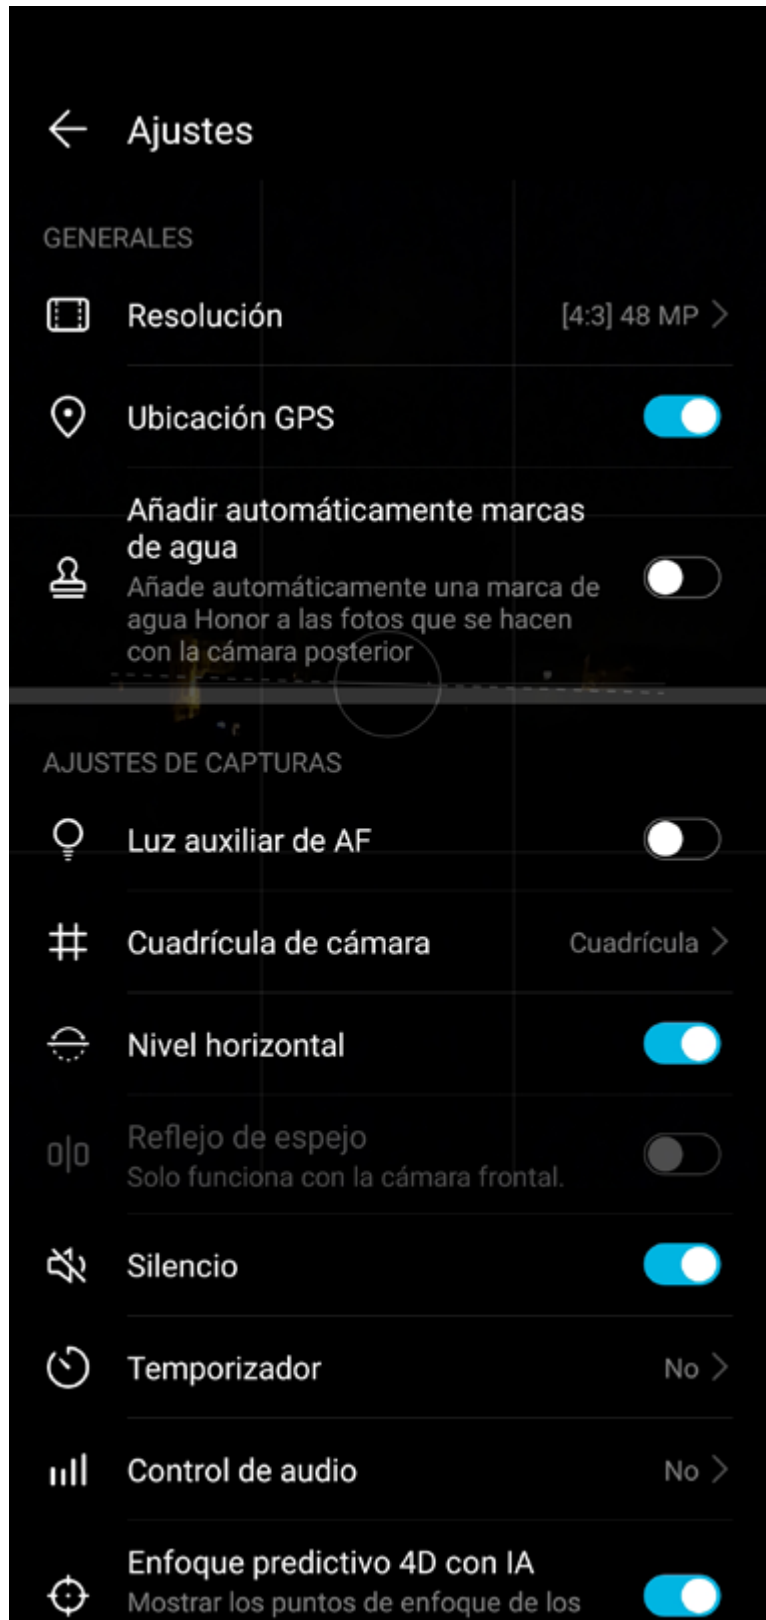 Ajustes
GENERALES
Resolución [4:3] 48 MP
Ubicación GPS
Añadir automáticamente marcas
de agua
Añade automáticamente una marca de
agua Honor a las fotos que se hacen
con la cámara posterior
AJUSTES DE CAPTURAS
Luz auxiliar de AF
Cuadrícula de cámara Cuadrícula
Nivel horizontal
Reflejo de espejo
Solo funciona con la cámara frontal.
Silencio
Temporizador No
Control de audio No
Enfoque predictivo 4D con IA
Mostrar los puntos de enfoque de los